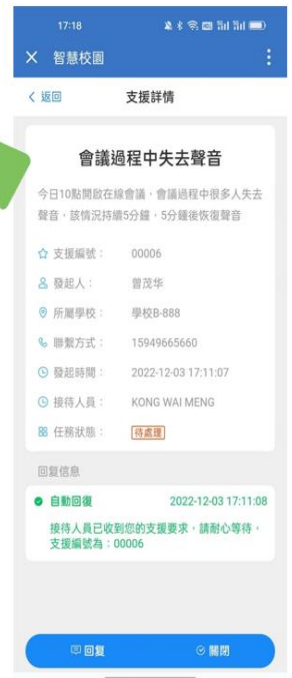 17:18
智慧校園
返回
支援詳情
會議過程中失去聲音
今日10點開啟在線會議,會議過程中很多人失去
聲音,該情況持續5分鐘,5分鐘後恢復聲音
支援編號: 00006
發起人: 曾茂华
所屬學校: 學校B-888
聯繫方式: 15949665660
發起時間: 2022-12-03 17:11:07
接待人員: KONG WAI MENG
任務狀態: 待處理
回复信息
自動回復 2022-12-03 17:11:08
接待人員已收到您的支援要求,請耐心等待,
支援編號為:00006
回复 關閉